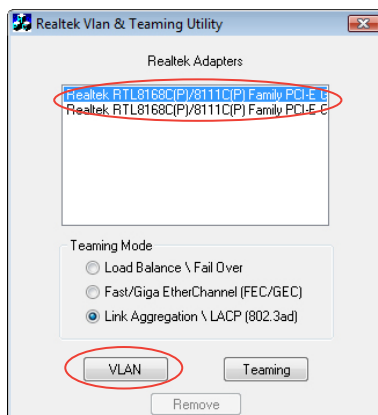 Realtek Vlan & Teaming Utility
Realtek Adapters
Realtek RTL8168C(P)/8111C(P) Family PCI-E G
Realtek RTL8168C(P)/8111C(P) Family PCI-E G
Teaming Mode
Load Balance \ Fail Over
Fast/Giga EtherChannel (FEC/GEC)
Link Aggregation \ LACP (802.3ad)
VLAN
Teaming
Remove